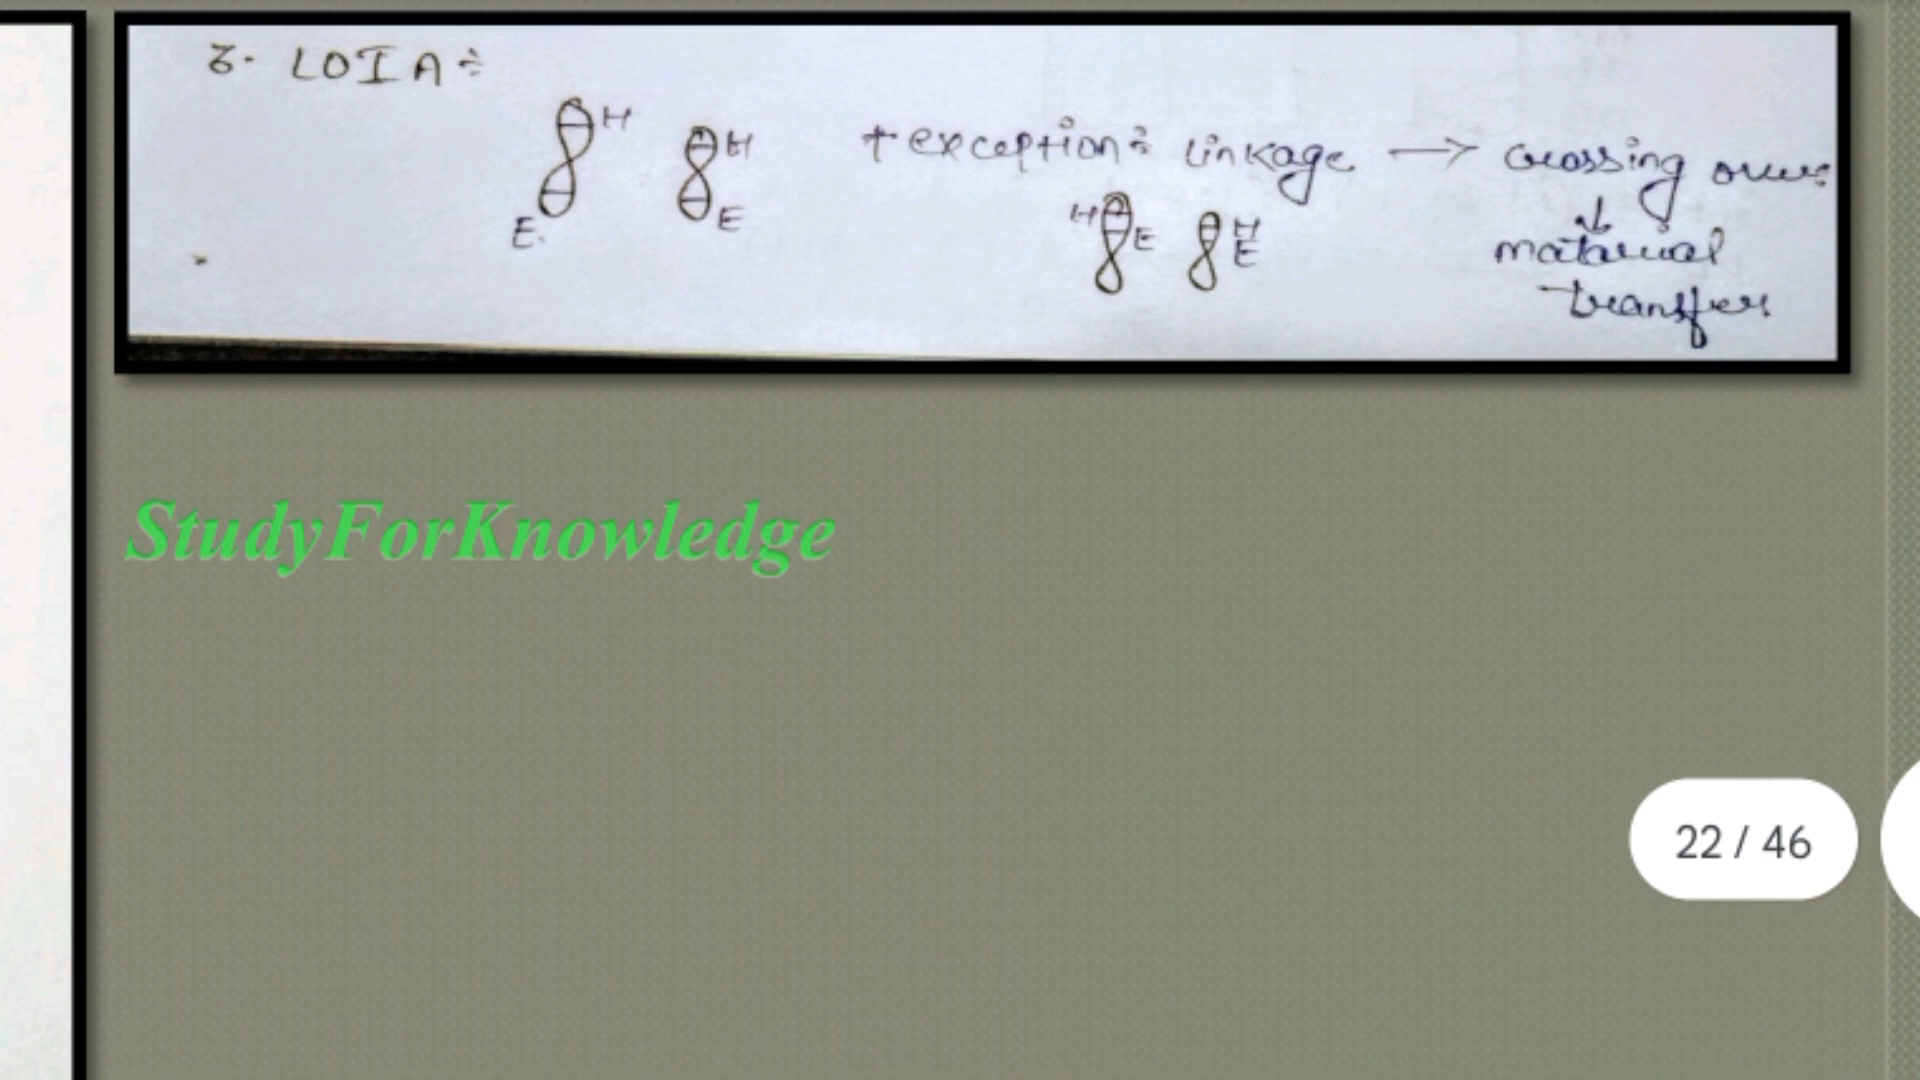 3. LOIA÷
H H
E. E
+ exception÷ linkage → crossing over
H E H E
↓
material
transfer
StudyForKnowledge
22 / 46